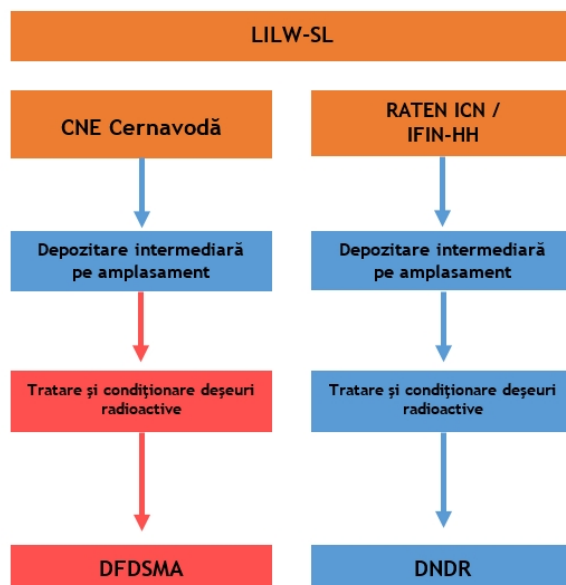 LILW-SL
CNE Cernavodă
RATEN ICN /
IFIN-HH
Depozitare intermediară
pe amplasament
Depozitare intermediară
pe amplasament
Tratare şi condiţionare deşeuri
radioactive
Tratare şi condiţionare deşeuri
radioactive
DFDSMA
DNDR